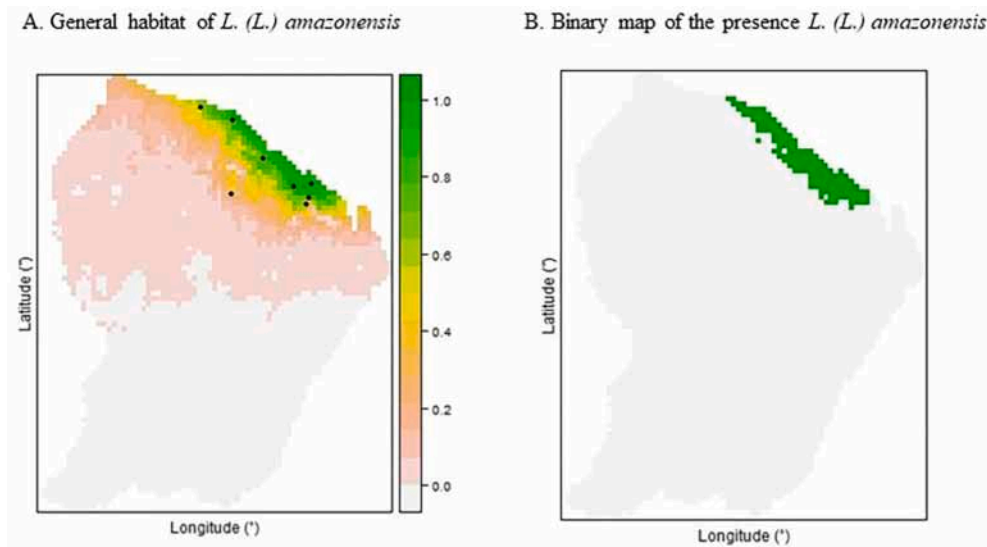 A. General habitat of L. (L.) amazonensis
B. Binary map of the presence L. (L.) amazonensis
1.0
0.8
0.6
0.4
0.2
0.0
Latitude (°)
Longitude (°)
Latitude (°)
Longitude (°)